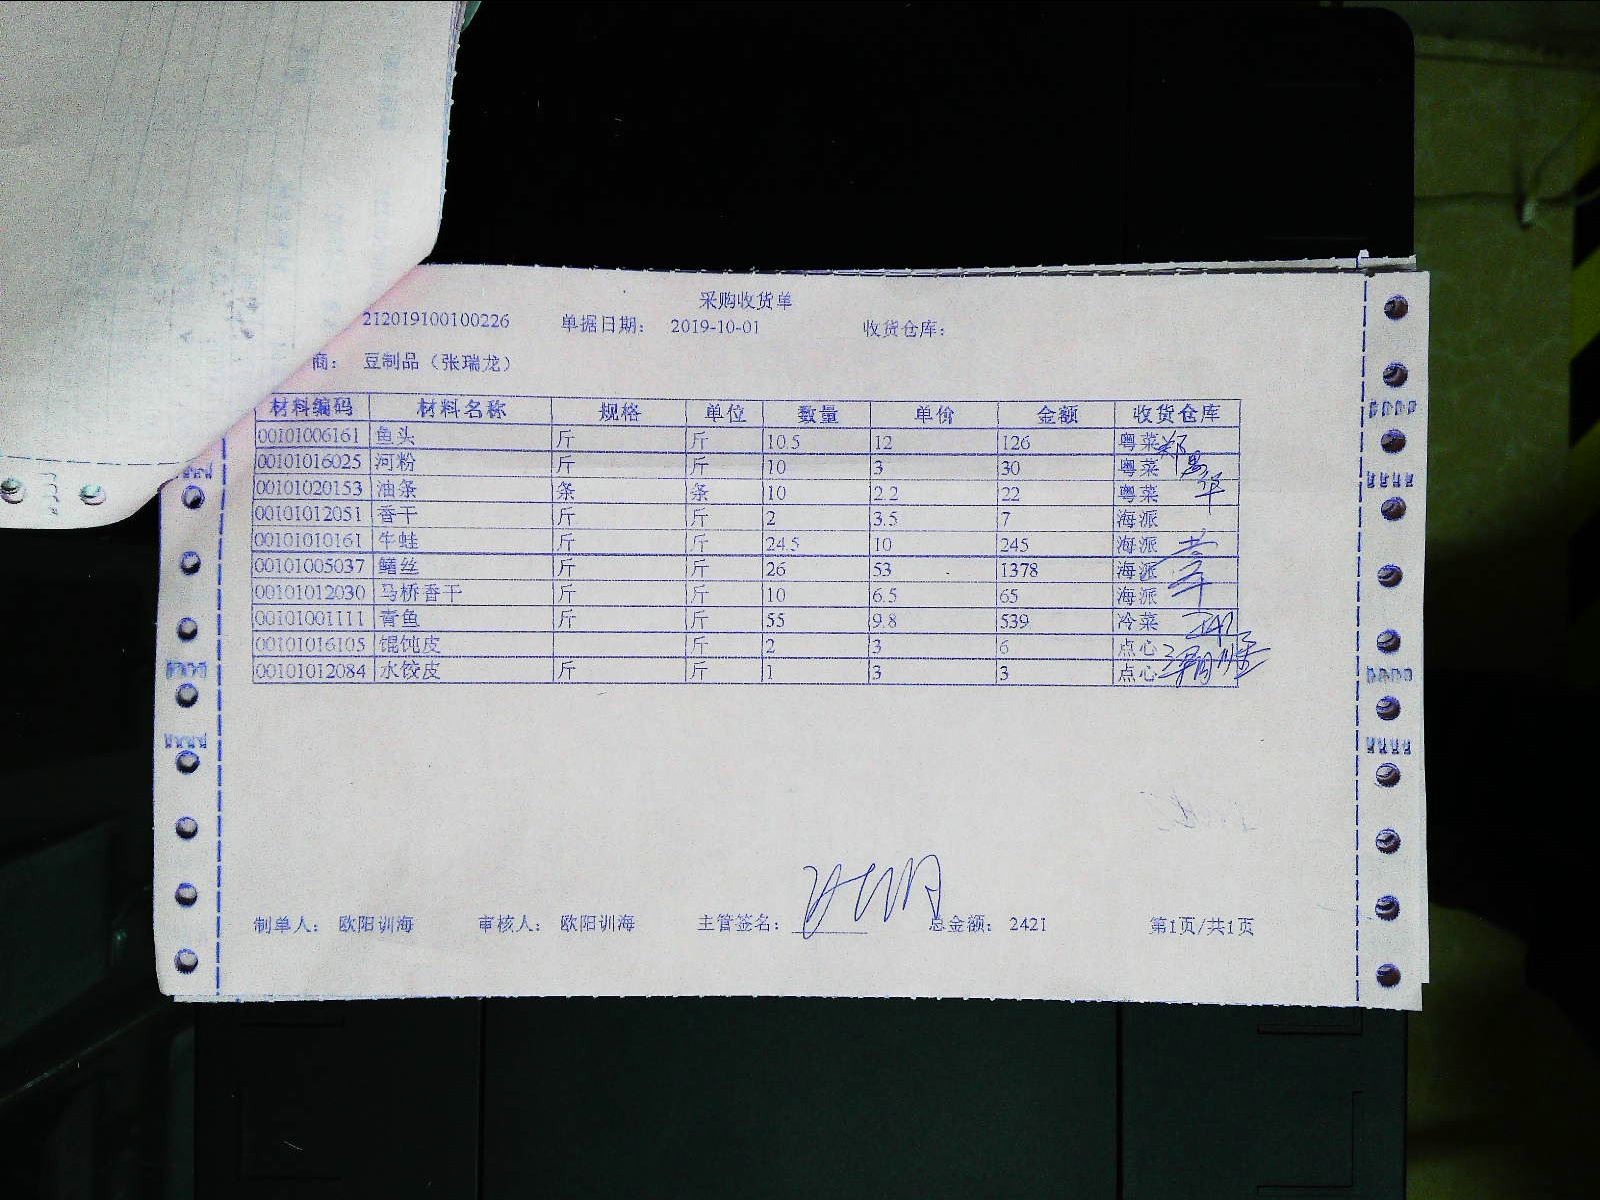 采购收货单
212019100100226 单据日期： 2019-10-01 收货仓库：
商： 豆制品（张瑞龙）
材料编码 材料名称 规格 单位 数量 单价 金额 收货仓库
00101006161 鱼头 斤 斤 10.5 12 126 粤菜
00101016025 河粉 斤 斤 10 3 30 粤菜
00101020153 油条 条 条 10 2.2 22 粤菜
00101012051 香干 斤 斤 2 3.5 7 海派
00101010161 牛蛙 斤 斤 24.5 10 245 海派
00101005037 鳝丝 斤 斤 26 53 1378 海派
00101012030 马桥香干 斤 斤 10 6.5 65 海派
00101001111 青鱼 斤 斤 55 9.8 539 冷菜
00101016105 馄饨皮 斤 2 3 6 点心
00101012084 水饺皮 斤 斤 1 3 3 点心
制单人： 欧阳训海 审核人： 欧阳训海 主管签名： 总金额： 2421 第1页/共1页